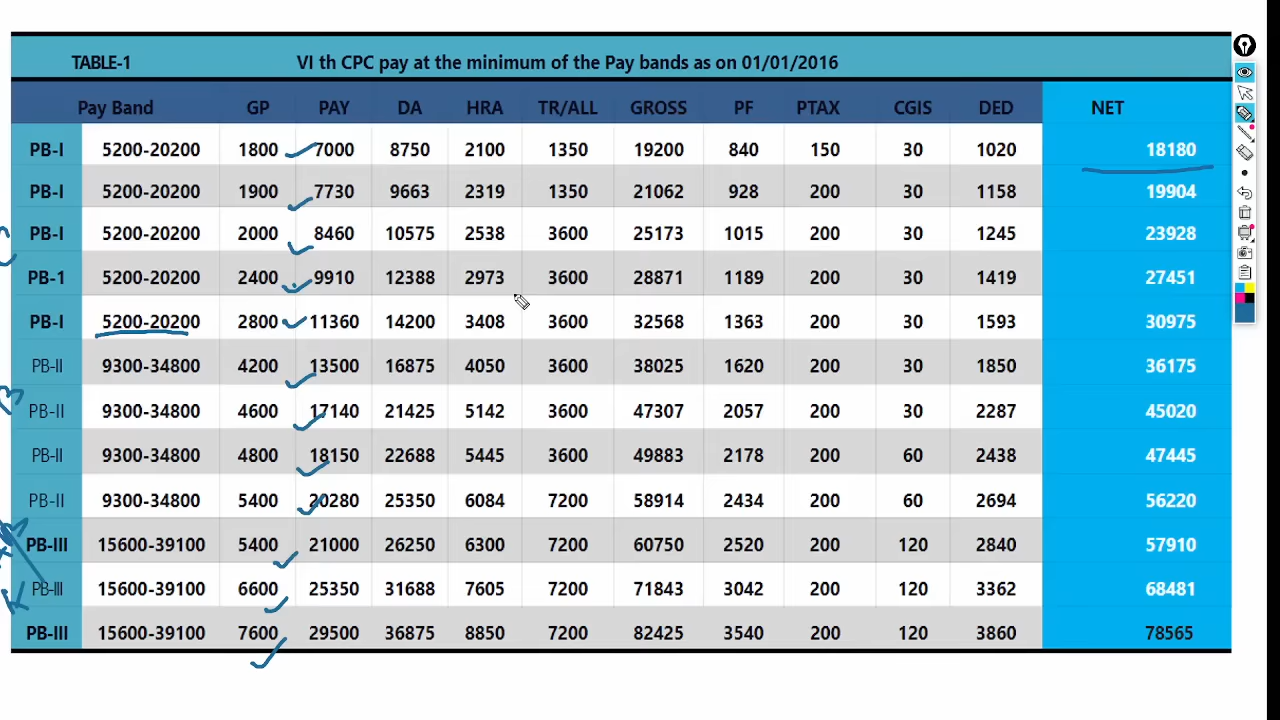 TABLE-1 VI th CPC pay at the minimum of the Pay bands as on 01/01/2016
Pay Band GP PAY DA HRA TR/ALL GROSS PF PTAX CGIS DED NET
PB-I 5200-20200 1800 7000 8750 2100 1350 19200 840 150 30 1020 18180
PB-I 5200-20200 1900 7730 9663 2319 1350 21062 928 200 30 1158 19904
PB-I 5200-20200 2000 8460 10575 2538 3600 25173 1015 200 30 1245 23928
PB-1 5200-20200 2400 9910 12388 2973 3600 28871 1189 200 30 1419 27451
PB-I 5200-20200 2800 11360 14200 3408 3600 32568 1363 200 30 1593 30975
PB-II 9300-34800 4200 13500 16875 4050 3600 38025 1620 200 30 1850 36175
PB-II 9300-34800 4600 17140 21425 5142 3600 47307 2057 200 30 2287 45020
PB-II 9300-34800 4800 18150 22688 5445 3600 49883 2178 200 60 2438 47445
PB-II 9300-34800 5400 20280 25350 6084 7200 58914 2434 200 60 2694 56220
PB-III 15600-39100 5400 21000 26250 6300 7200 60750 2520 200 120 2840 57910
PB-III 15600-39100 6600 25350 31688 7605 7200 71843 3042 200 120 3362 68481
PB-III 15600-39100 7600 29500 36875 8850 7200 82425 3540 200 120 3860 78565